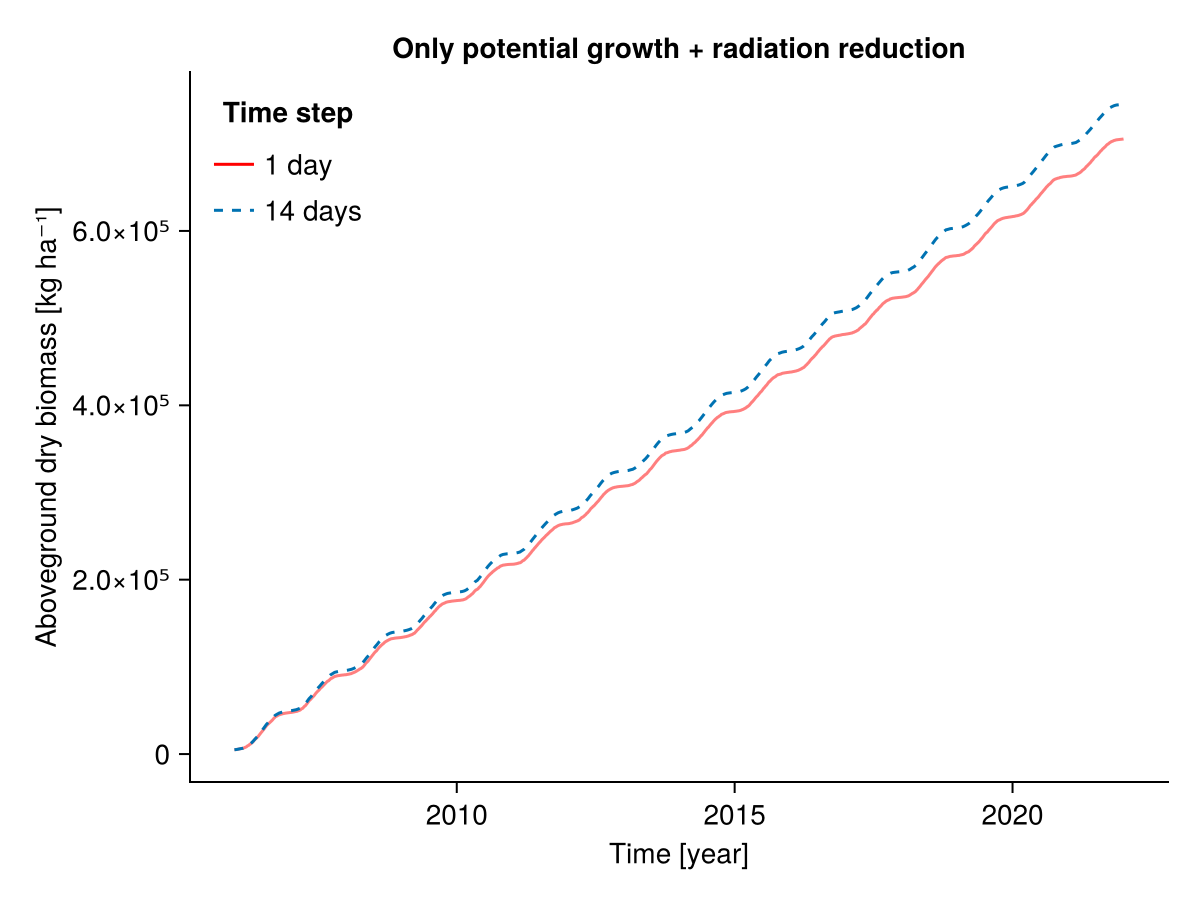 Only potential growth + radiation reduction
Time step
1 day
14 days
Aboveground dry biomass [kg ha⁻¹]
6.0×10⁵
4.0×10⁵
2.0×10⁵
0
2010
2015
2020
Time [year]